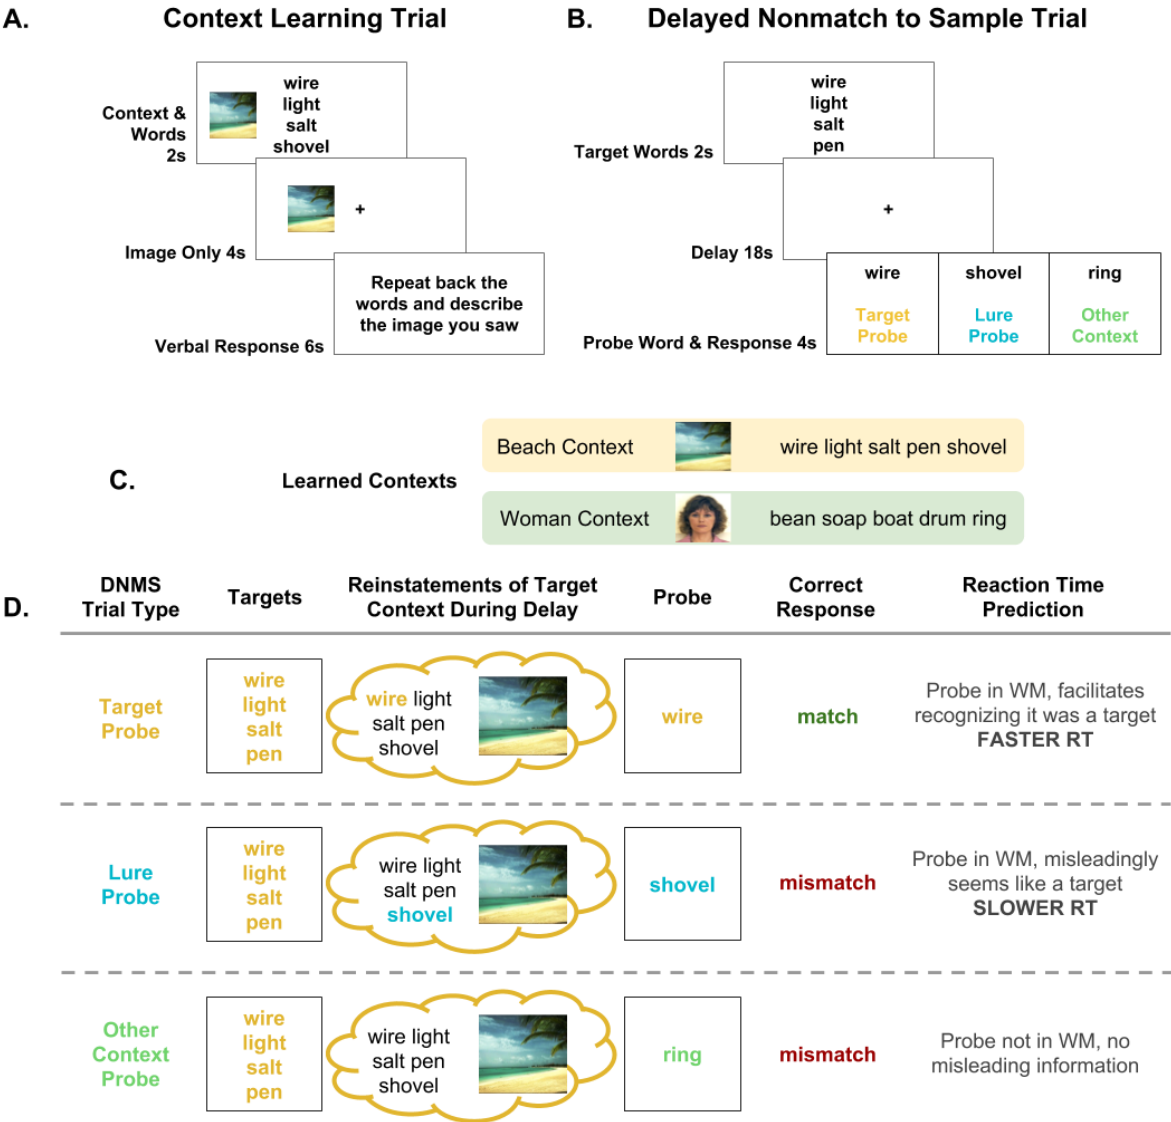 A.
Context Learning Trial
Context &
Words
2s
wire
light
salt
shovel
Image Only 4s
+
Verbal Response 6s
Repeat back the
words and describe
the image you saw
B.
Delayed Nonmatch to Sample Trial
Target Words 2s
wire
light
salt
pen
Delay 18s
+
Probe Word & Response 4s
wire
Target
Probe
shovel
Lure
Probe
ring
Other
Context
C.
Learned Contexts
Beach Context
wire light salt pen shovel
Woman Context
bean soap boat drum ring
D.
DNMS
Trial Type
Targets
Reinstatements of Target
Context During Delay
Probe
Correct
Response
Reaction Time
Prediction
Target
Probe
wire
light
salt
pen
wire light
salt pen
shovel
wire
match
Probe in WM, facilitates
recognizing it was a target
FASTER RT
Lure
Probe
wire
light
salt
pen
wire light
salt pen
shovel
shovel
mismatch
Probe in WM, misleadingly
seems like a target
SLOWER RT
Other
Context
Probe
wire
light
salt
pen
wire light
salt pen
shovel
ring
mismatch
Probe not in WM, no
misleading information